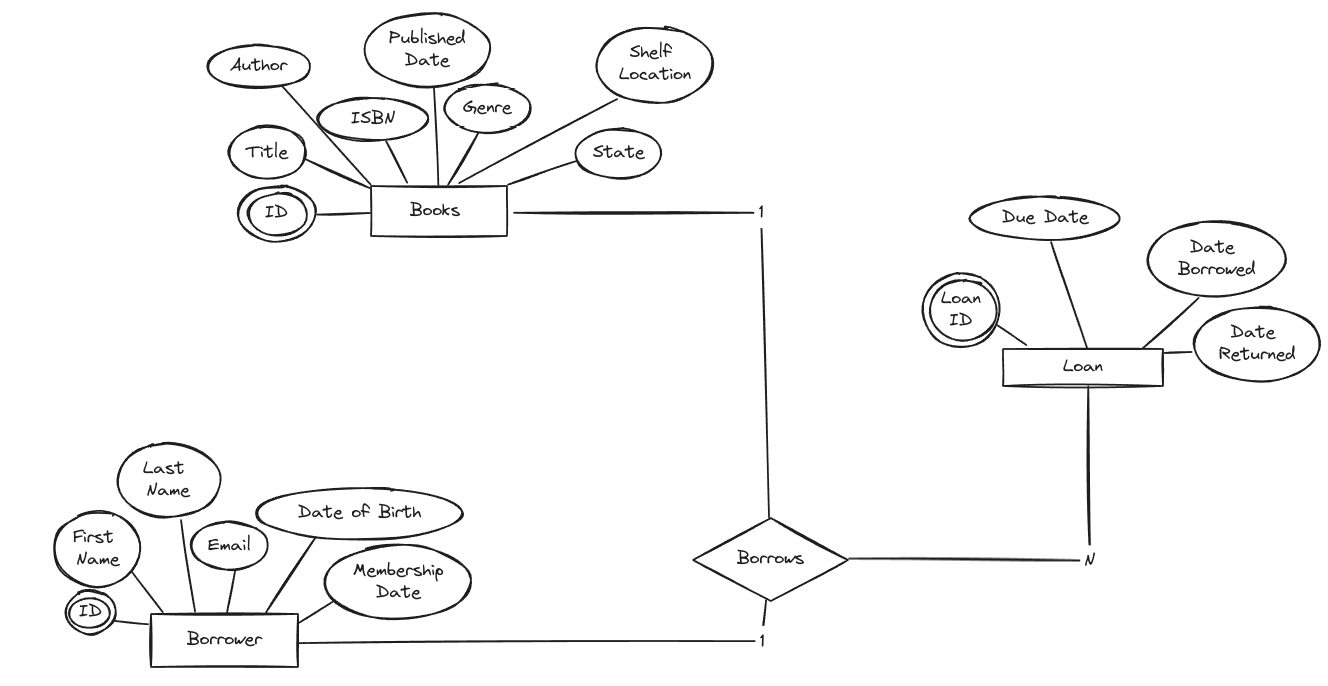 Published
Date
Shelf
Location
Author
ISBN
Genre
Title
State
ID
Books
1
Due Date
Date
Borrowed
Loan
ID
Date
Returned
Loan
Last
Name
First
Name
Email
Date of Birth
Membership
Date
ID
Borrower
Borrows
N
1